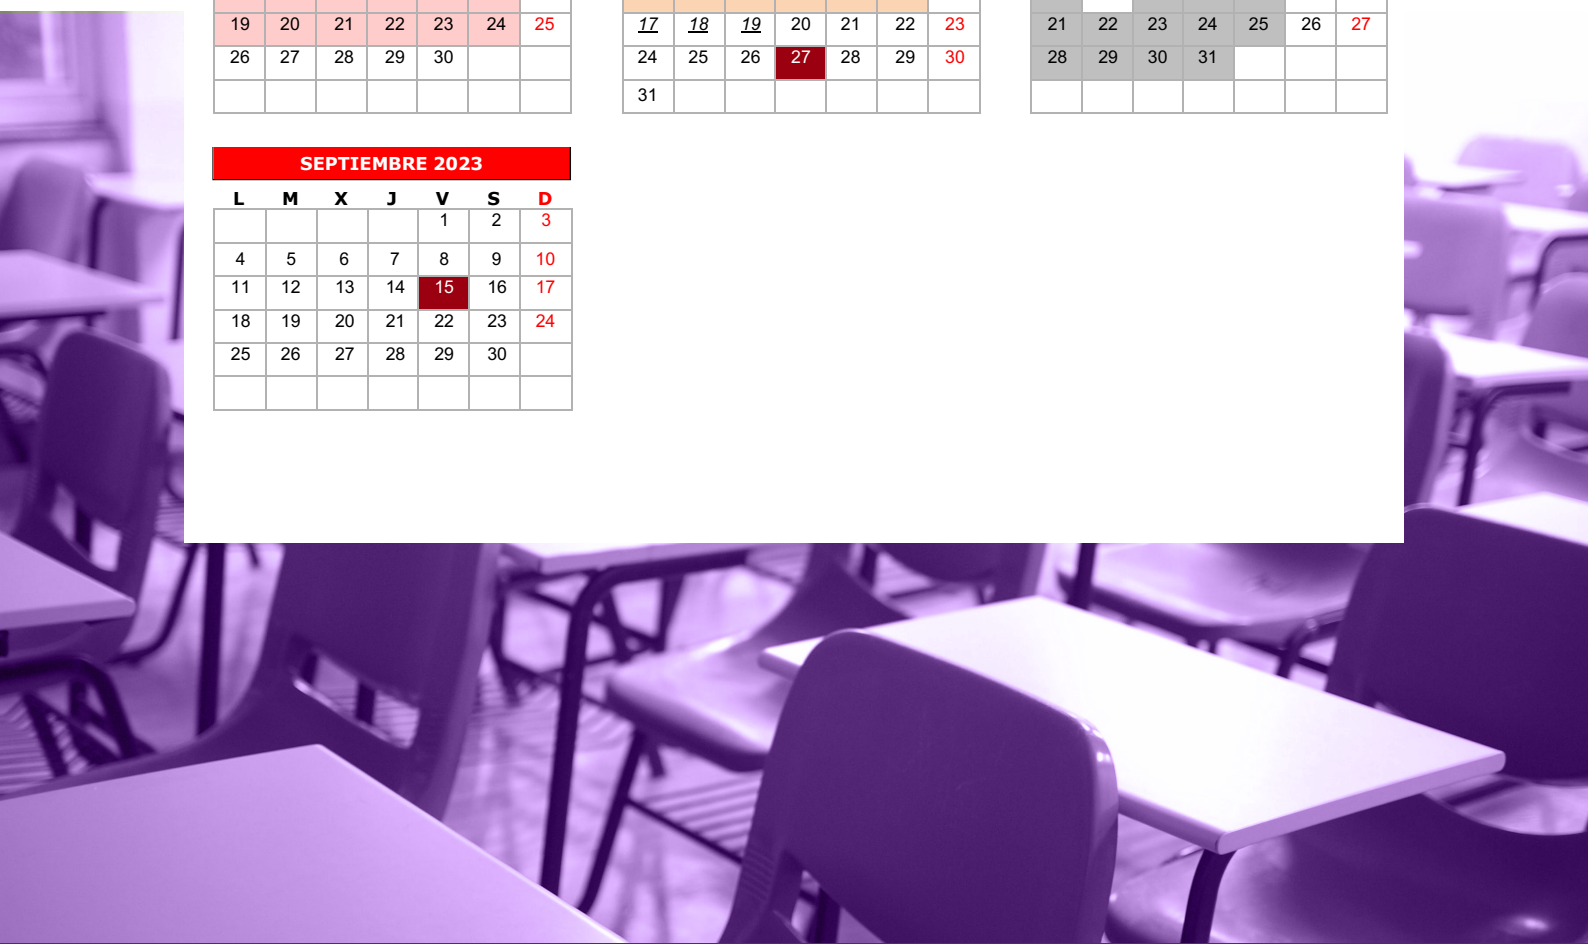 19 20 21 22 23 24 25
26 27 28 29 30
17 18 19 20 21 22 23
24 25 26 27 28 29 30
31
21 22 23 24 25 26 27
28 29 30 31
SEPTIEMBRE 2023
L M X J V S D
1 2 3
4 5 6 7 8 9 10
11 12 13 14 15 16 17
18 19 20 21 22 23 24
25 26 27 28 29 30